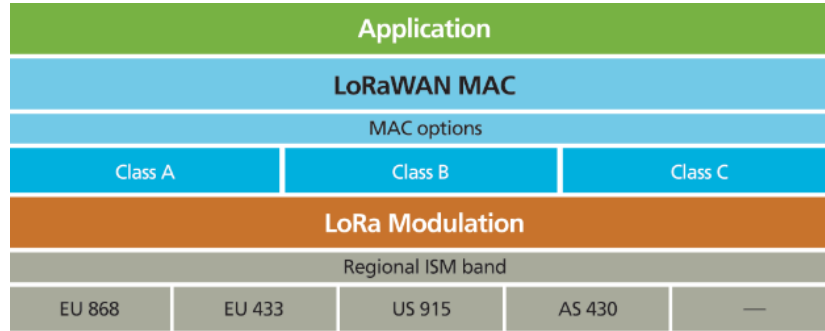 Application
LoRaWAN MAC
MAC options
Class A Class B Class C
LoRa Modulation
Regional ISM band
EU 868 EU 433 US 915 AS 430 —